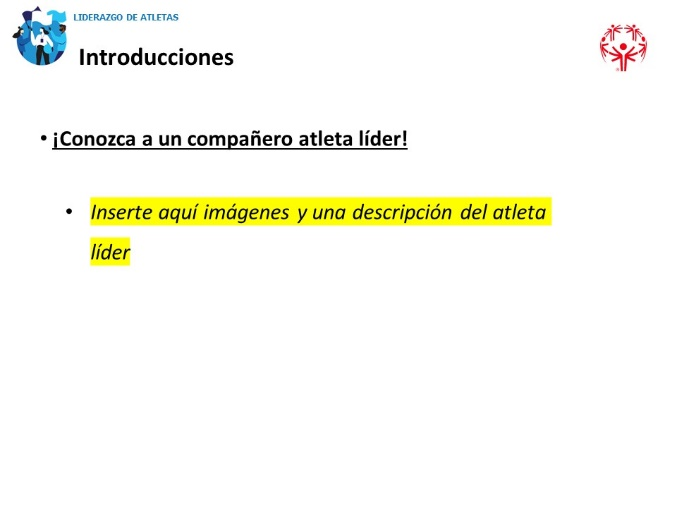 LIDERAZGO DE ATLETAS
Introducciones
• ¡Conozca a un compañero atleta líder!
• Inserte aquí imágenes y una descripción del atleta
líder